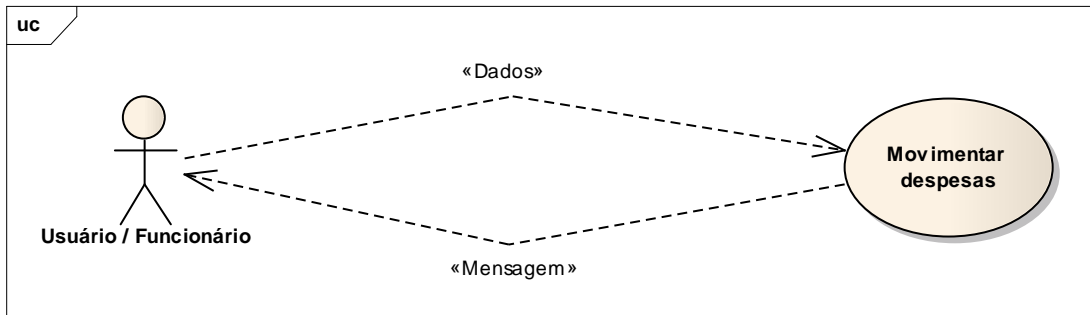 uc
«Dados»
Movimentar
despesas
Usuário / Funcionário
«Mensagem»